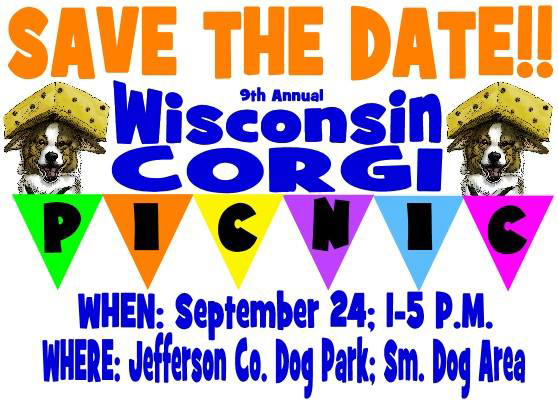 SAVE THE DATE!!
9th Annual
Wisconsin
CORGI
PICNIC
WHEN: September 24; 1-5 P.M.
WHERE: Jefferson Co. Dog Park; Sm. Dog Area